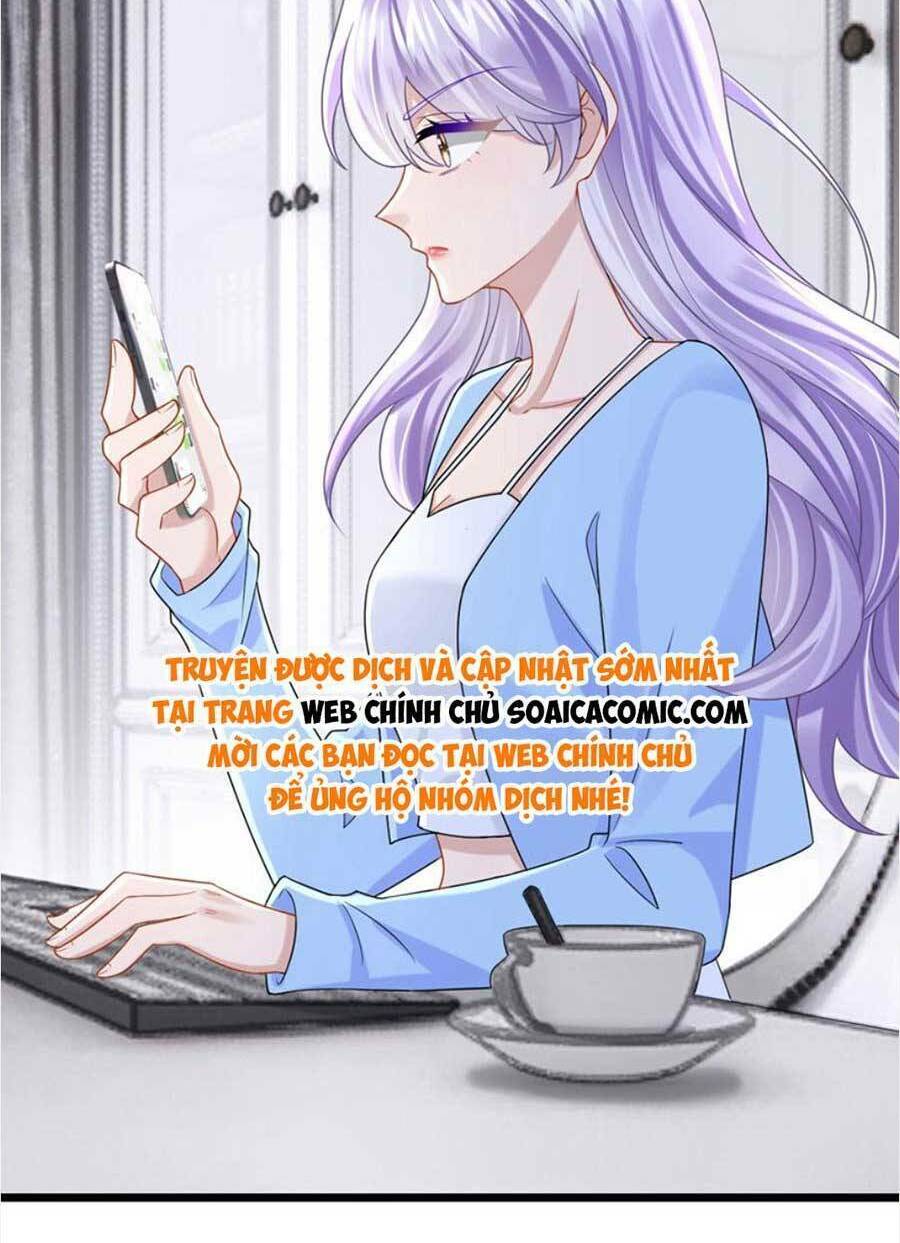 TRUYỆN ĐƯỢC DỊCH VÀ CẬP NHẬT SỚM NHẤT
TẠI TRANG WEB CHÍNH CHỦ SOAICACOMIC.COM
MỜI CÁC BẠN ĐỌC TẠI WEB CHÍNH CHỦ
ĐỂ ỦNG HỘ NHÓM DỊCH NHÉ!